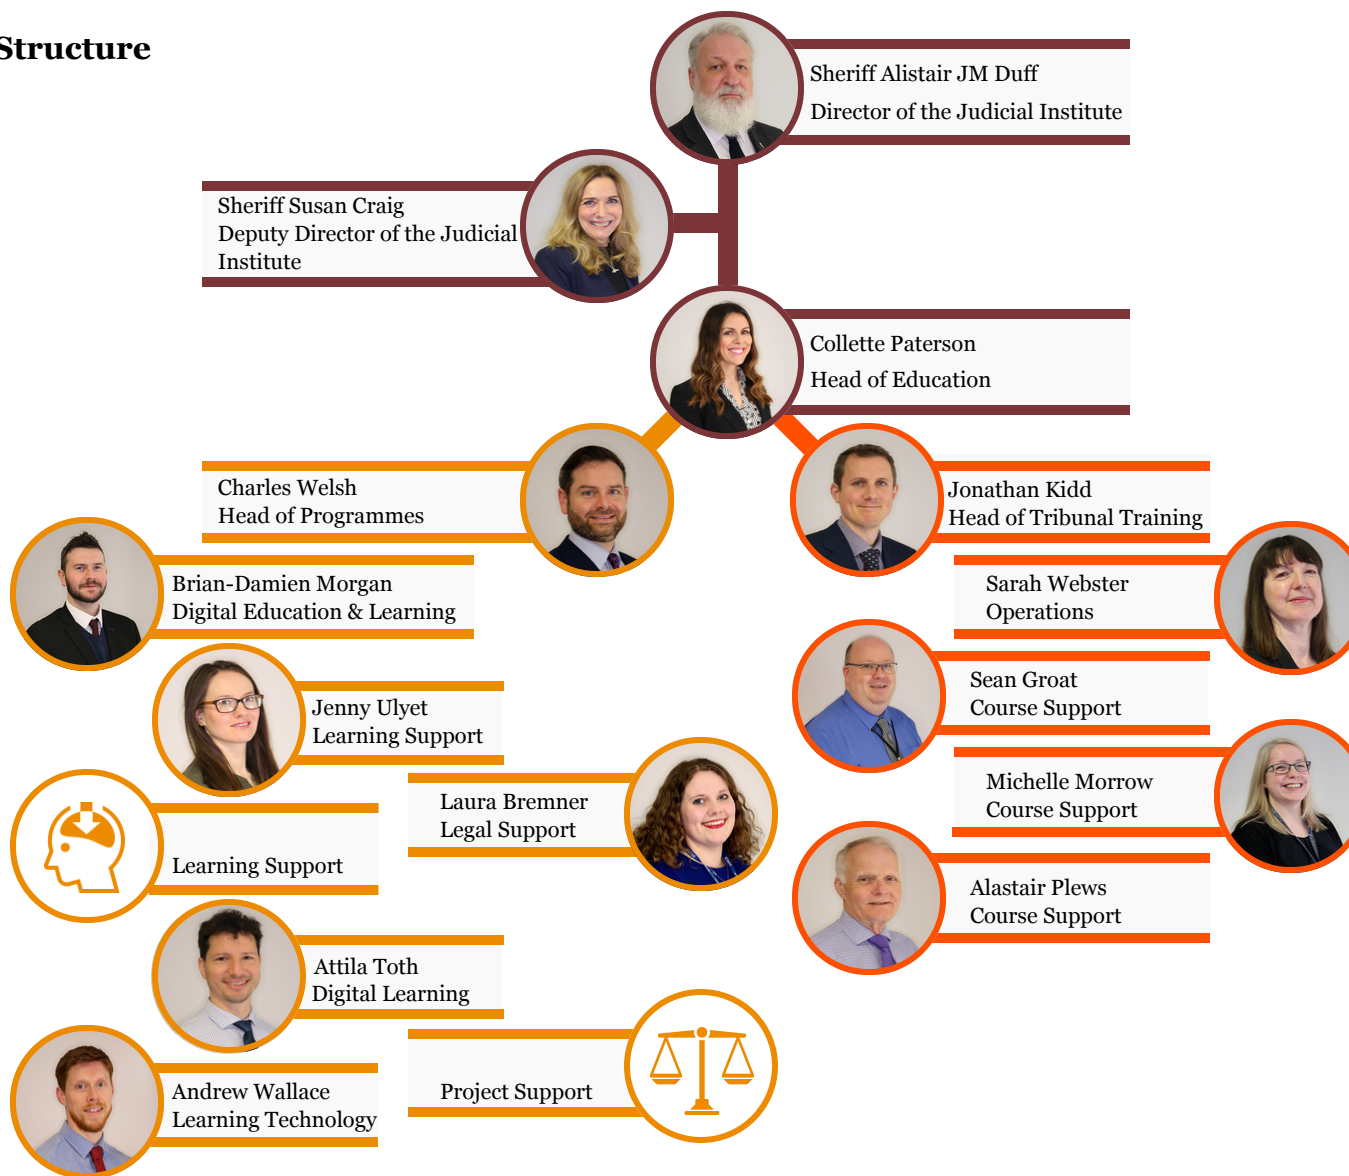 Structure
Sheriff Alistair JM Duff
Director of the Judicial Institute
Sheriff Susan Craig
Deputy Director of the Judicial
Institute
Collette Paterson
Head of Education
Charles Welsh
Head of Programmes
Jonathan Kidd
Head of Tribunal Training
Brian-Damien Morgan
Digital Education & Learning
Sarah Webster
Operations
Jenny Ulyet
Learning Support
Sean Groat
Course Support
Laura Bremner
Legal Support
Michelle Morrow
Course Support
Learning Support
Alastair Plews
Course Support
Attila Toth
Digital Learning
Andrew Wallace
Learning Technology
Project Support